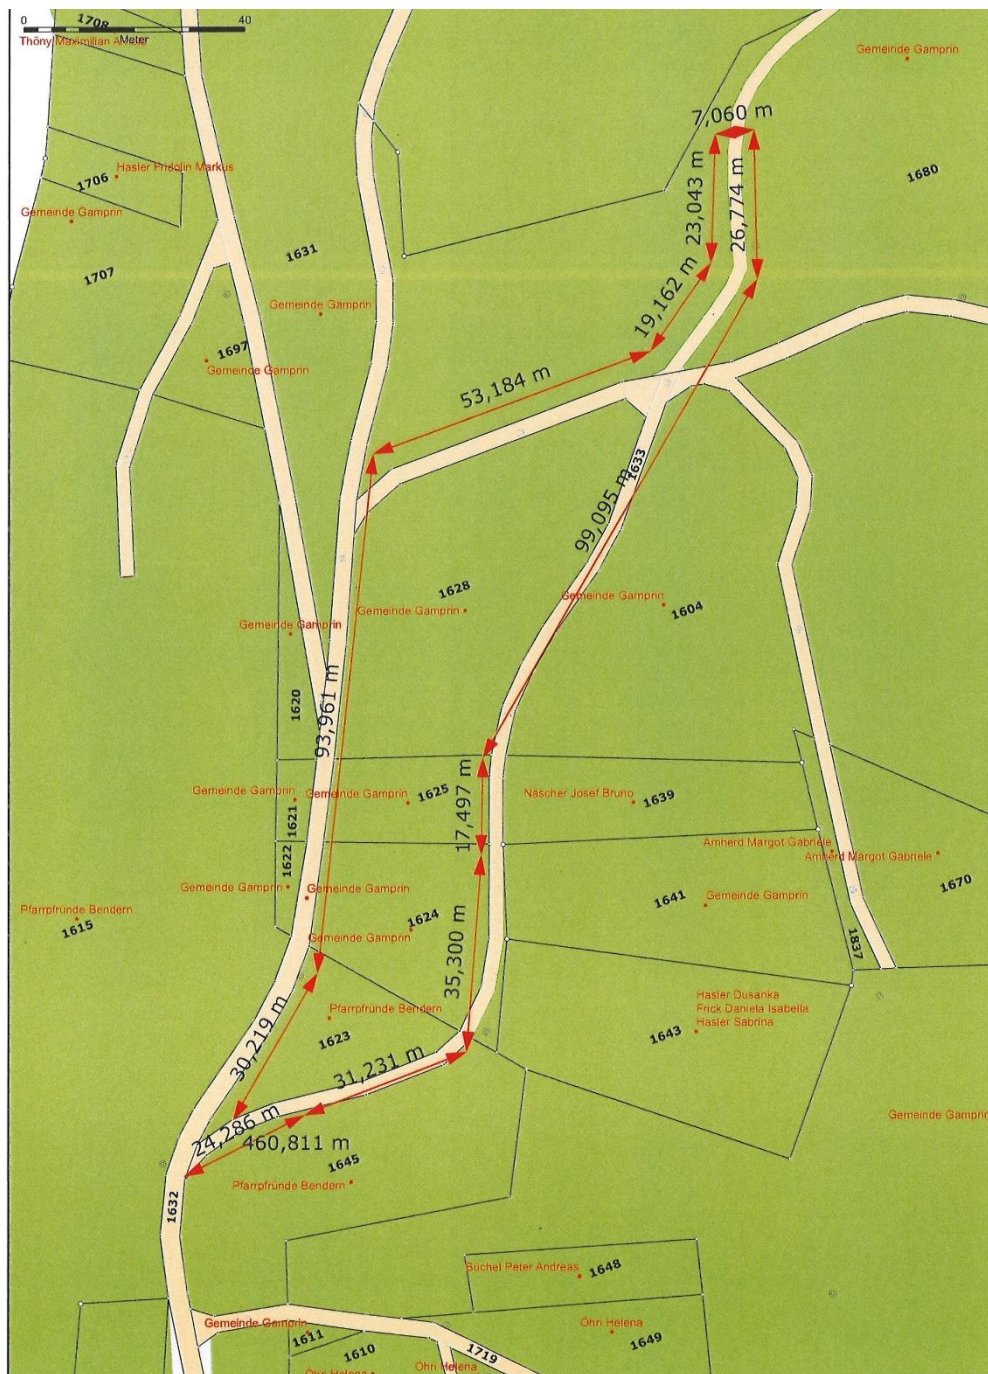 0 40
1708
Thöny Maximilian
Meter
Gemeinde Gamprin
7,060 m
Hasler Fridolin Markus
1706
1680
Gemeinde Gamprin
23,043 m
26,774 m
1631
1707
19,162 m
Gemeinde Gamprin
1697
Gemeinde Gamprin
53,184 m
1633
99,095 m
1628
Gemeinde Gamprin
Gemeinde Gamprin
1604
Gemeinde Gamprin
1620
93,961 m
Gemeinde Gamprin
Gemeinde Gamprin
1625
17,497 m
Näscher Josef Bruno
1639
1621
Amherd Margot Gabriele
Amherd Margot Gabriele
1622
Gemeinde Gamprin
Gemeinde Gamprin
1670
1641
Gemeinde Gamprin
Pfarrpfründe Bendern
1615
1624
Gemeinde Gamprin
35,300 m
1837
Hasler Dusanka
Frick Daniela Isabella
Hasler Sabrina
1643
Pfarrpfründe Bendern
1623
30,219 m
31,231 m
24,286 m
460,811 m
Gemeinde Gamprin
1645
Pfarrpfründe Bendern
1632
Büchel Peter Andreas
1648
Gemeinde Gamprin
1611
Öhri Helena
1649
1610
1719
Öhri Helena
Öhri Helena